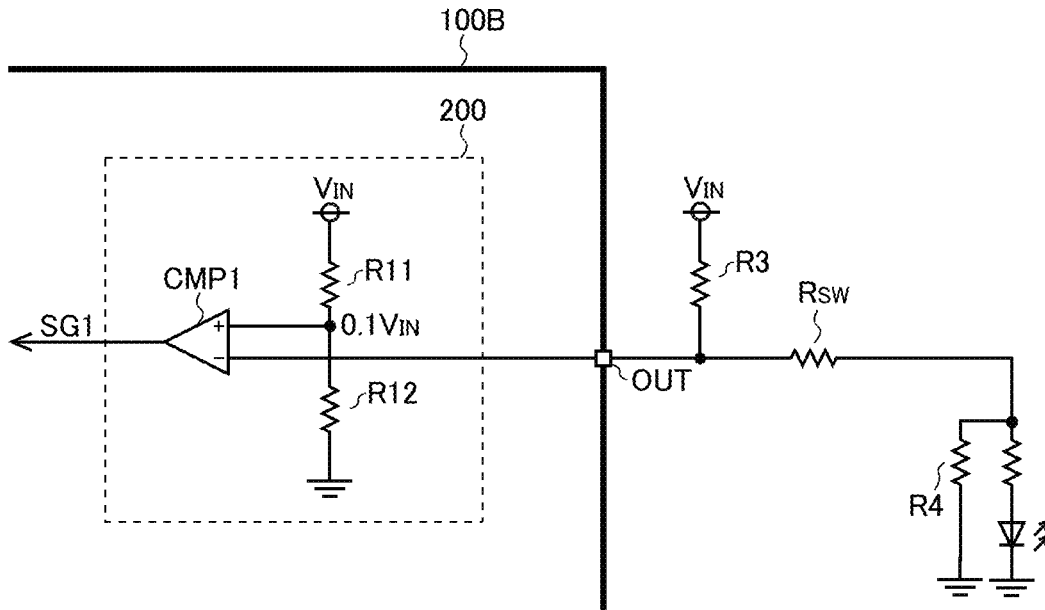 100B
200
VIN
VIN
R11
R3
CMP1
RSW
SG1
+
0.1VIN
−
OUT
R12
R4